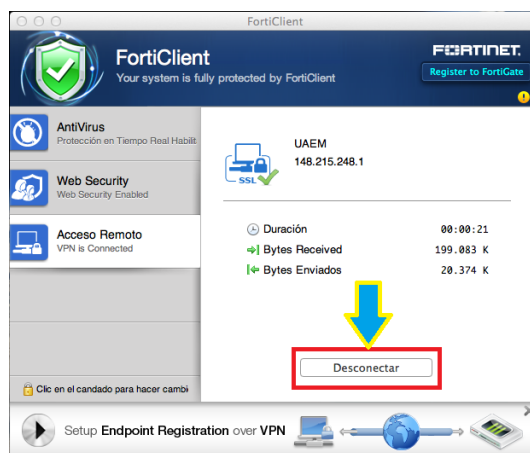 FortiClient
FortiClient
Your system is fully protected by FortiClient
FORTINET.
Register to FortiGate
AntiVirus
Protección en Tiempo Real Habilit
Web Security
Web Security Enabled
Acceso Remoto
VPN is Connected
Clic en el candado para hacer cambi
SSL
UAEM
148.215.248.1
Duración 00:00:21
Bytes Received 199.083 K
Bytes Enviados 20.374 K
Desconectar
Setup Endpoint Registration over VPN